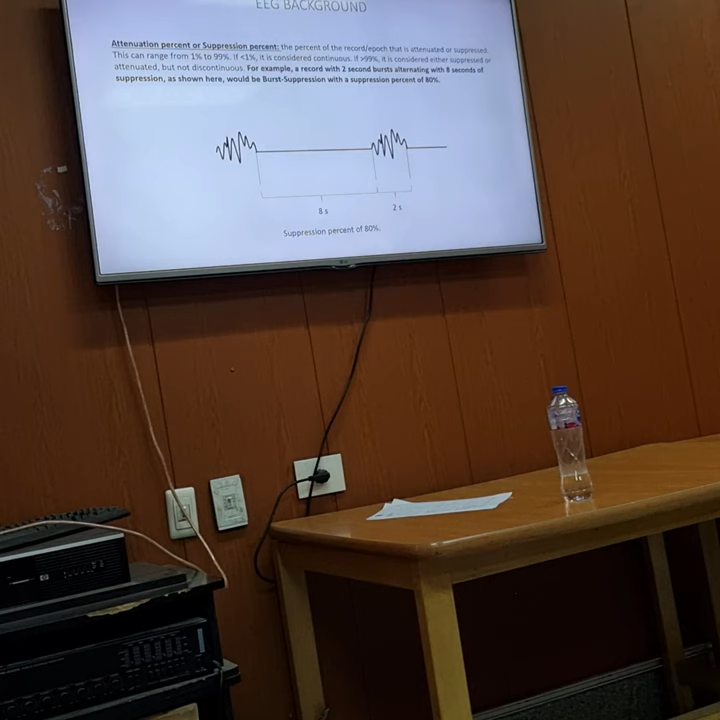 EEG BACKGROUND
Attenuation percent or Suppression percent: the percent of the record/epoch that is attenuated or suppressed.
This can range from 1% to 99%. If <1%, it is considered continuous. If >99%, it is considered either suppressed or
attenuated, but not discontinuous. For example, a record with 2 second bursts alternating with 8 seconds of
suppression, as shown here, would be Burst-Suppression with a suppression percent of 80%.
8 s
2 s
Suppression percent of 80%.